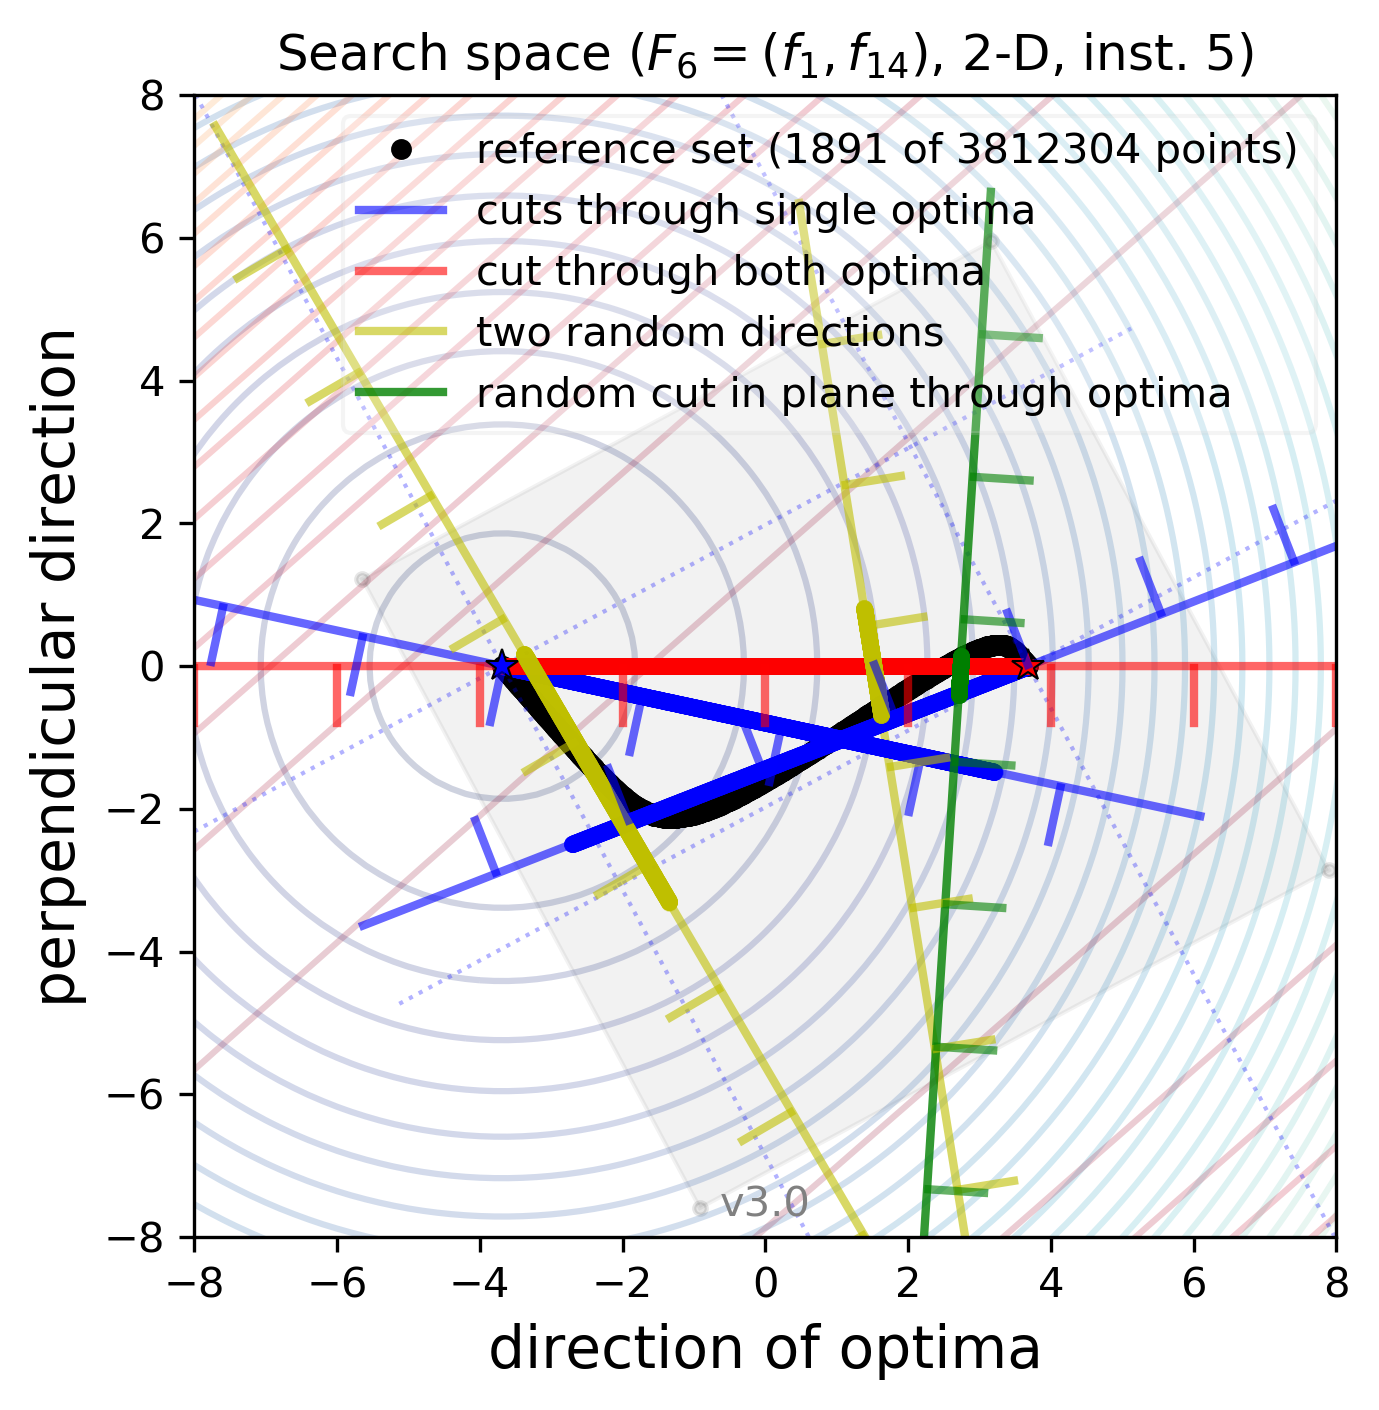 Search space (F₆ = (f₁, f₁₄), 2-D, inst. 5)
8
6
4
2
0
−2
−4
−6
−8
perpendicular direction
reference set (1891 of 3812304 points)
cuts through single optima
cut through both optima
two random directions
random cut in plane through optima
v3.0
−8 −6 −4 −2 0 2 4 6 8
direction of optima